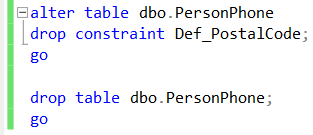 alter table dbo.PersonPhone
drop constraint Def_PostalCode;
go
drop table dbo.PersonPhone;
go